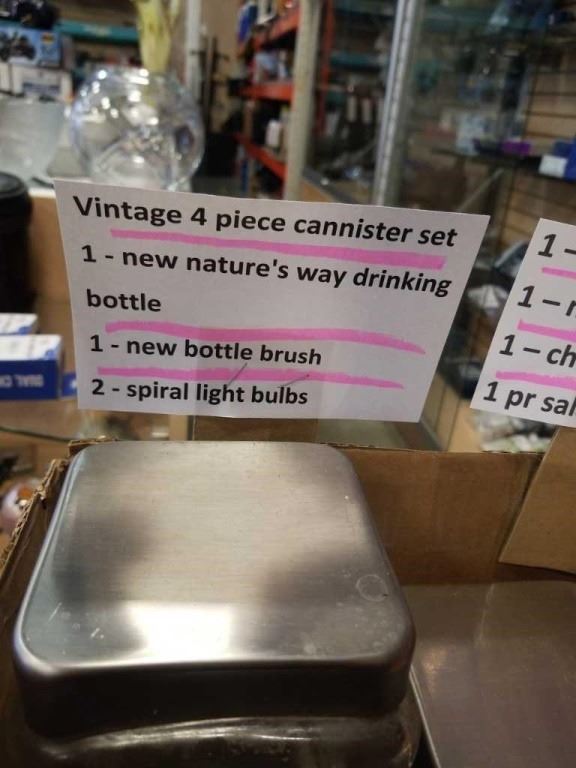 Vintage 4 piece cannister set
1 - new nature's way drinking
bottle
1 - new bottle brush
2 - spiral light bulbs
1 -
1 -
1 - ch
1 pr sal